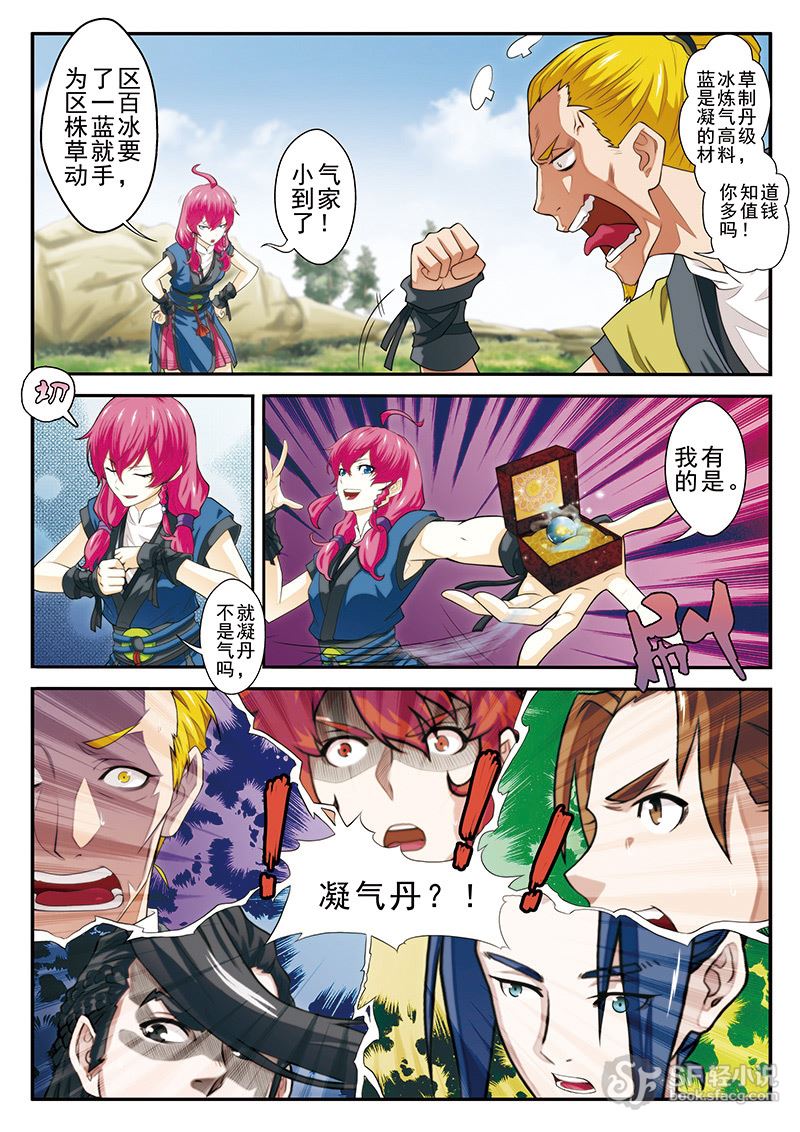 为了区
区一百
株蓝冰
草就要
动手，
小气
到家
了！
蓝冰草
是炼制
凝气丹
的高级
材料，
你知道
多值钱
吗！
切
不就
是凝
气丹
吗，
我有
的是。
刷
凝气丹？！
SF轻小说
book.sfacg.com